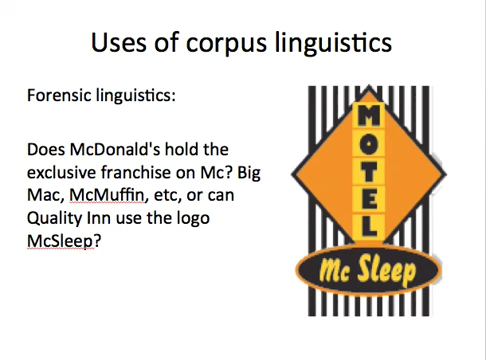 Uses of corpus linguistics
Forensic linguistics:
Does McDonald's hold the
exclusive franchise on Mc? Big
Mac, McMuffin, etc, or can
Quality Inn use the logo
McSleep?
MOTEL
Mc Sleep